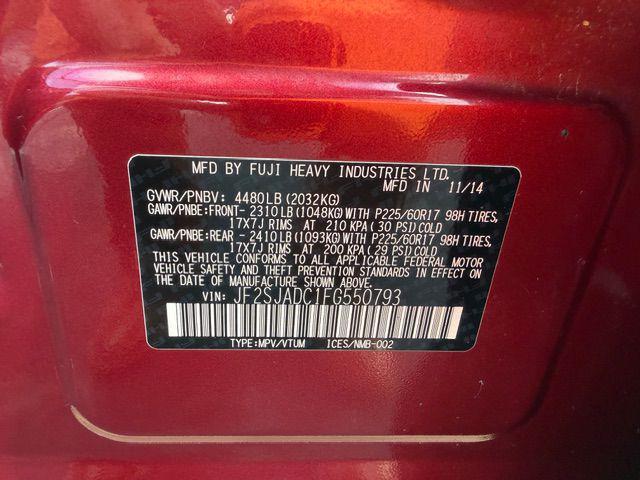 MFD BY FUJI HEAVY INDUSTRIES LTD.
MFD IN 11/14
GVWR/PNBV: 4480LB (2032KG)
GAWR/PNBE:FRONT- 2310LB (1048KG) WITH P225/60R17 98H TIRES,
17X7J RIMS AT 210 KPA (30 PSI) COLD
GAWR/PNBE:REAR - 2410LB (1093KG) WITH P225/60R17 98H TIRES,
17X7J RIMS AT 200 KPA (29 PSI) COLD
THIS VEHICLE CONFORMS TO ALL APPLICABLE FEDERAL MOTOR
VEHICLE SAFETY STANDARDS IN EFFECT ON
THE DATE OF MANUFACTURE SHOWN ABOVE.
VIN: JF2SJADC1FG550793
TYPE:MPV/VTUM ICES/NMB-002